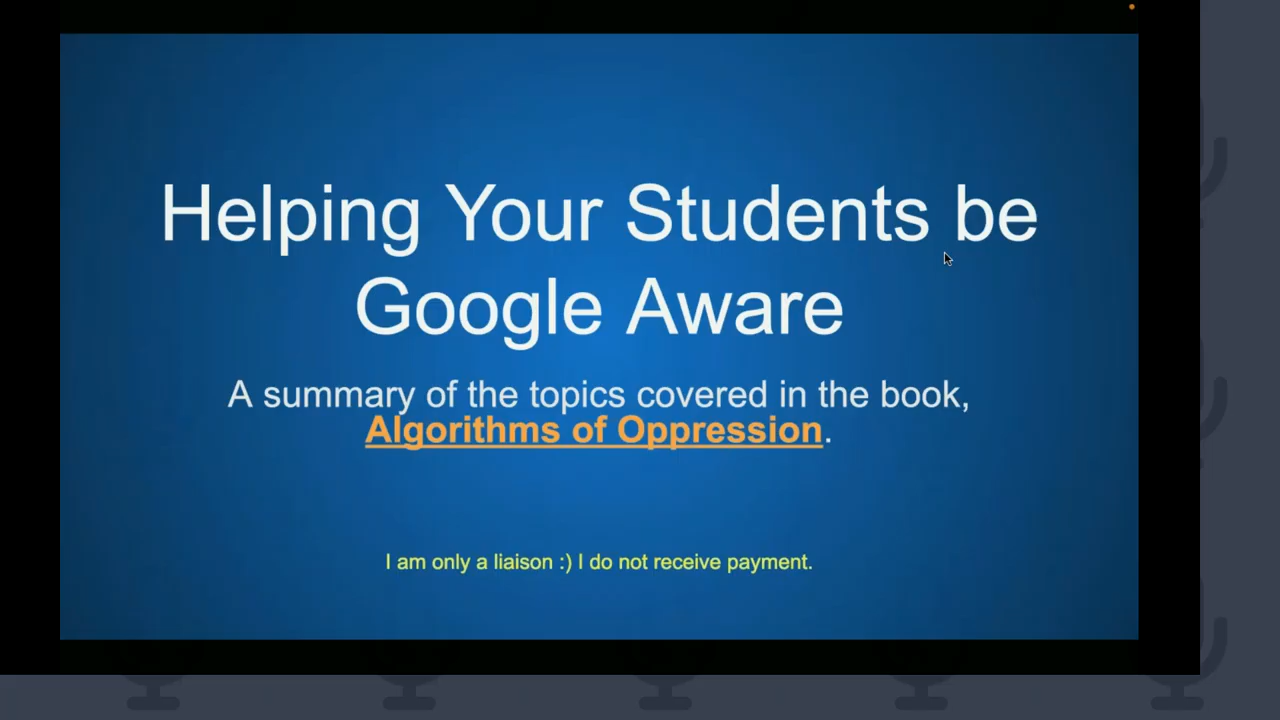 Helping Your Students be
Google Aware
A summary of the topics covered in the book,
Algorithms of Oppression.
I am only a liaison :) I do not receive payment.